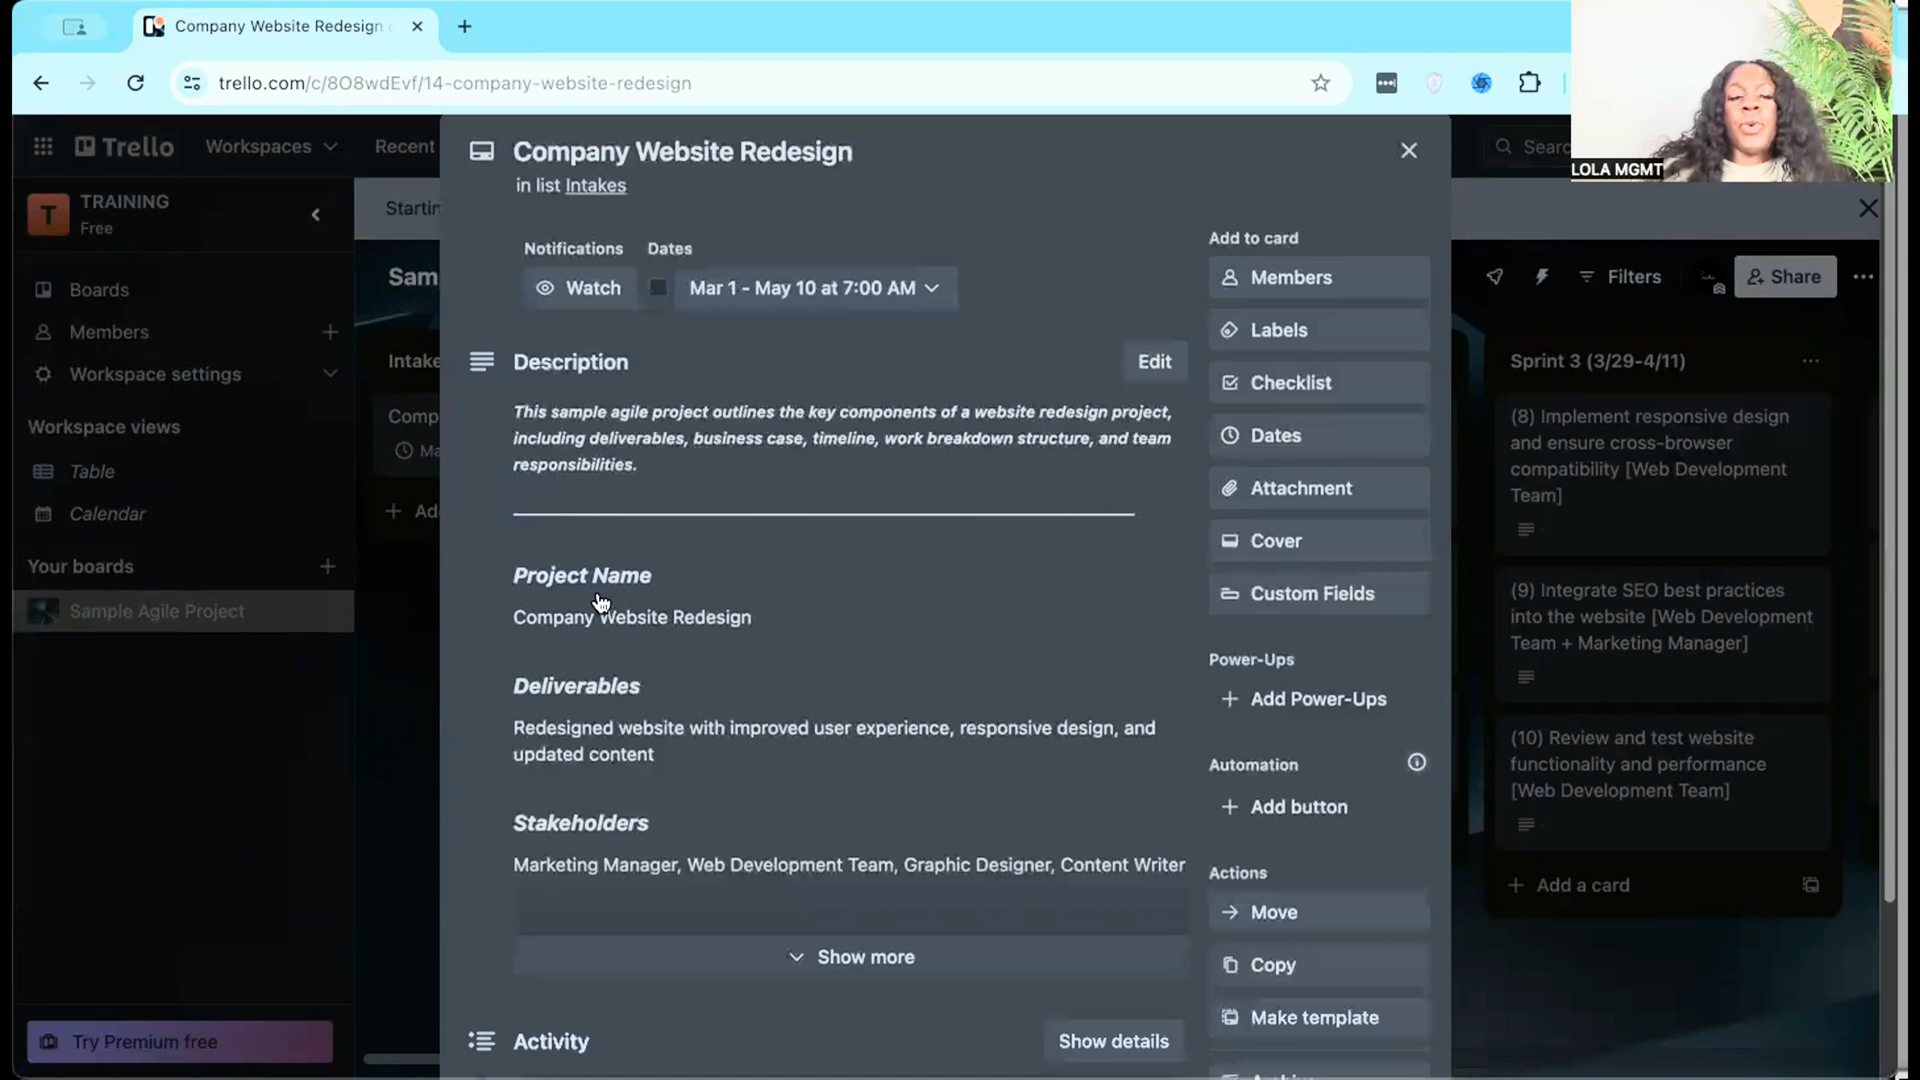 Company Website Redesign
trello.com/c/8O8wdEvf/14-company-website-redesign
LOLA MGMT
Trello
Workspaces
Recent
Company Website Redesign
in list Intakes
TRAINING
Free
Boards
Members
Workspace settings
Workspace views
Table
Calendar
Your boards
Sample Agile Project
Try Premium free
Notifications
Dates
Watch
Mar 1 - May 10 at 7:00 AM
Description
Edit
This sample agile project outlines the key components of a website redesign project,
including deliverables, business case, timeline, work breakdown structure, and team
responsibilities.
Project Name
Company Website Redesign
Deliverables
Redesigned website with improved user experience, responsive design, and
updated content
Stakeholders
Marketing Manager, Web Development Team, Graphic Designer, Content Writer
Show more
Activity
Show details
Add to card
Members
Labels
Checklist
Dates
Attachment
Cover
Custom Fields
Power-Ups
Add Power-Ups
Automation
Add button
Actions
Move
Copy
Make template
Filters
Share
Sprint 3 (3/29-4/11)
(8) Implement responsive design
and ensure cross-browser
compatibility [Web Development
Team]
(9) Integrate SEO best practices
into the website [Web Development
Team + Marketing Manager]
(10) Review and test website
functionality and performance
[Web Development Team]
Add a card